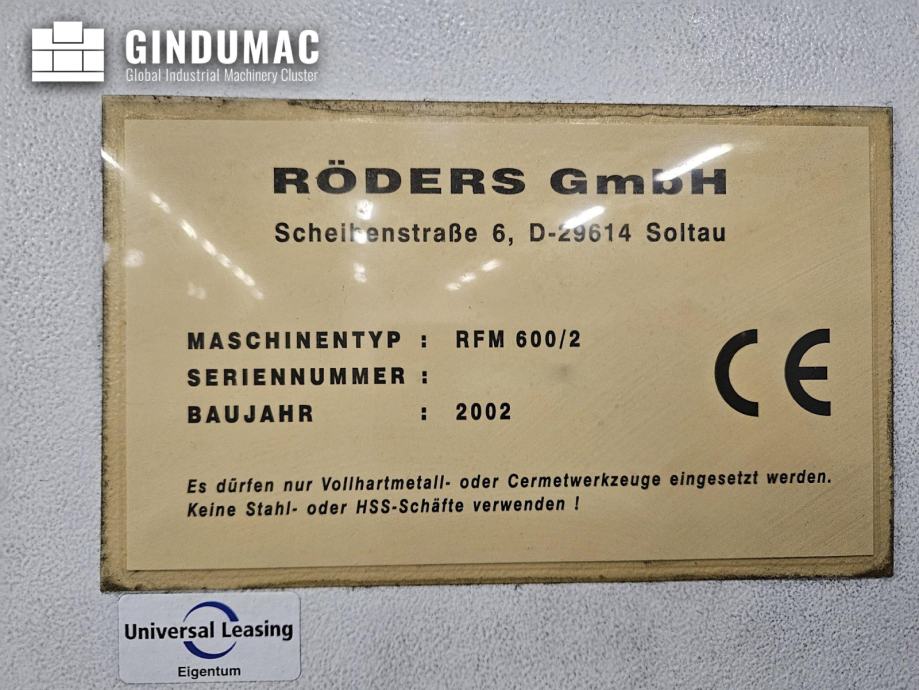 GINDUMAC
Global Industrial Machinery Cluster
RÖDERS GmbH
Scheibenstraße 6, D-29614 Soltau
MASCHINENTYP : RFM 600/2
SERIENNUMMER :
BAUJAHR : 2002
CE
Es dürfen nur Vollhartmetall- oder Cermetwerkzeuge eingesetzt werden.
Keine Stahl- oder HSS-Schäfte verwenden !
Universal Leasing
Eigentum